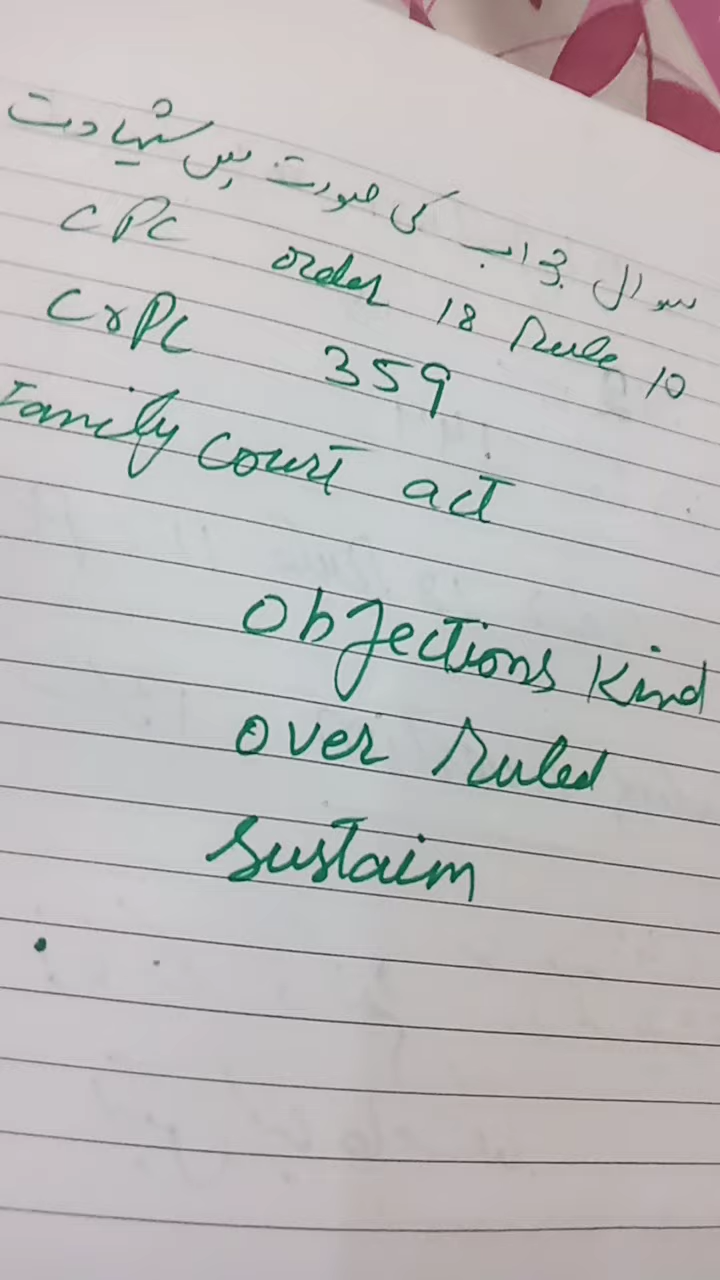 سوال جواب کی صورت میں شہادت
CPC order 18 Rule 10
CrPC 359
Family court act
Objections Kind
over Ruled
Sustaim